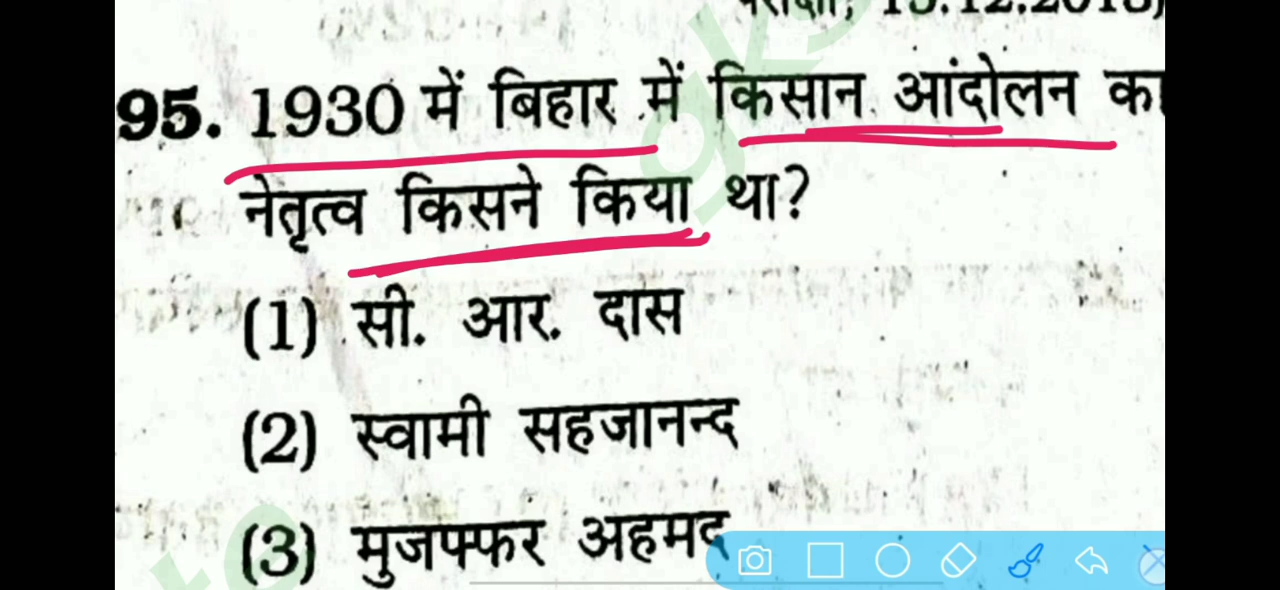 95. 1930 में बिहार में किसान आंदोलन का
नेतृत्व किसने किया था?
(1) सी. आर. दास
(2) स्वामी सहजानन्द
(3) मुजफ्फर अहमद